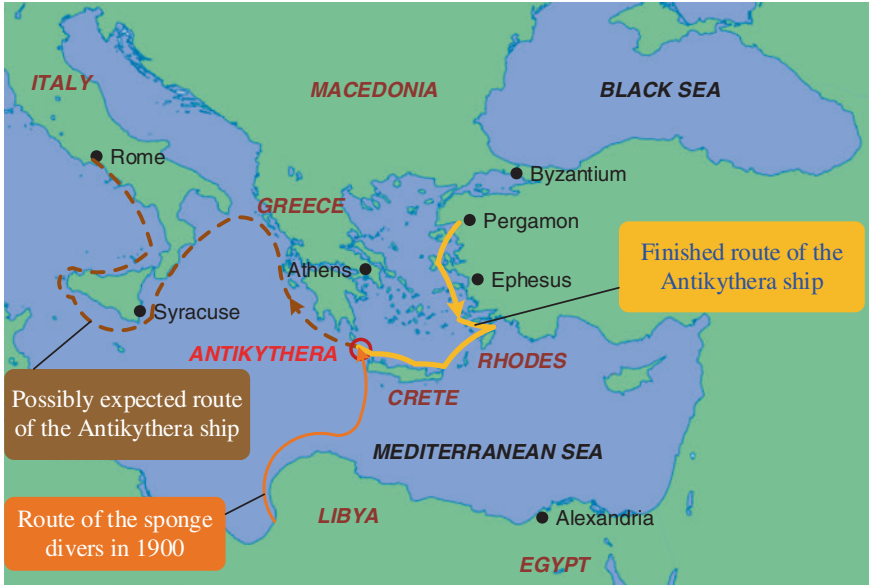 ITALY
MACEDONIA
BLACK SEA
Rome
Byzantium
GREECE
Pergamon
Finished route of the
Antikythera ship
Athens
Ephesus
Syracuse
ANTIKYTHERA
RHODES
Possibly expected route
of the Antikythera ship
CRETE
MEDITERRANEAN SEA
Route of the sponge
divers in 1900
LIBYA
Alexandria
EGYPT